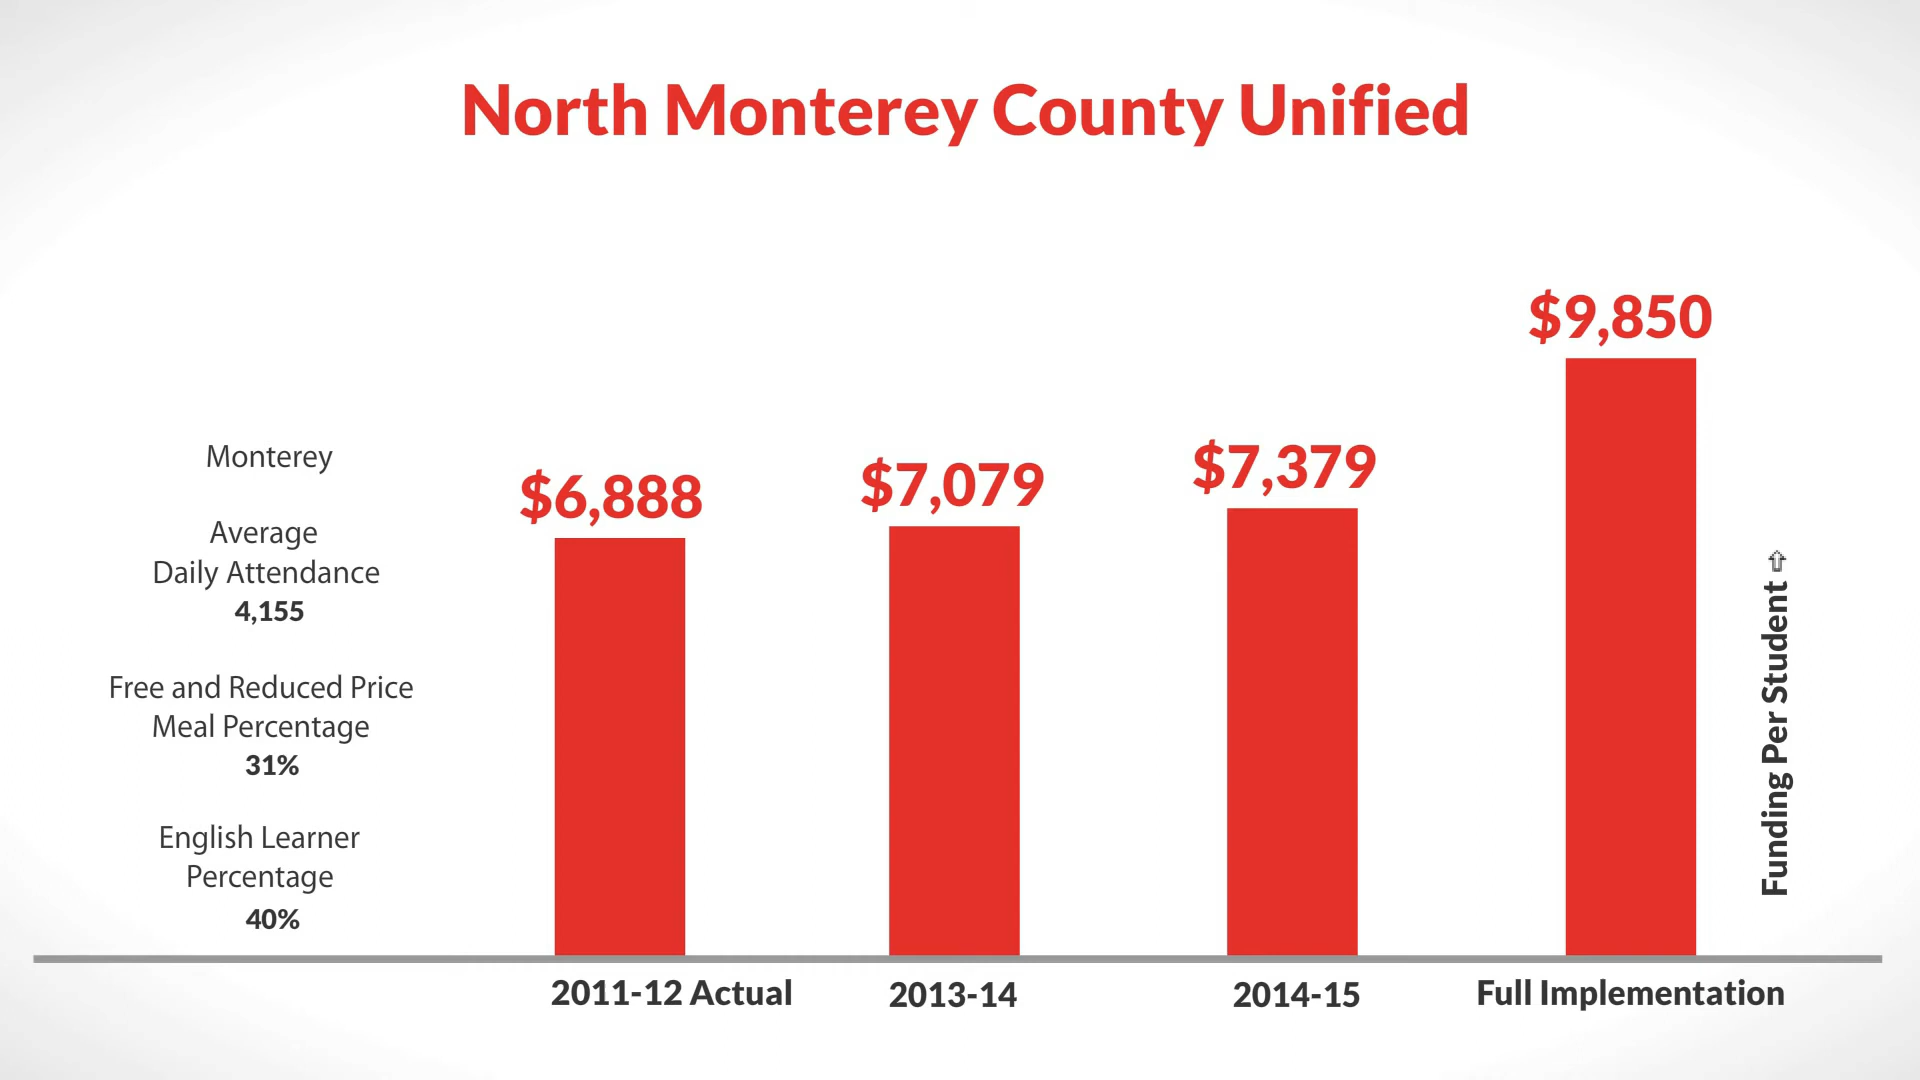 North Monterey County Unified
Monterey
Average
Daily Attendance
4,155
Free and Reduced Price
Meal Percentage
31%
English Learner
Percentage
40%
$6,888
$7,079
$7,379
$9,850
2011-12 Actual
2013-14
2014-15
Full Implementation
Funding Per Student ⇨